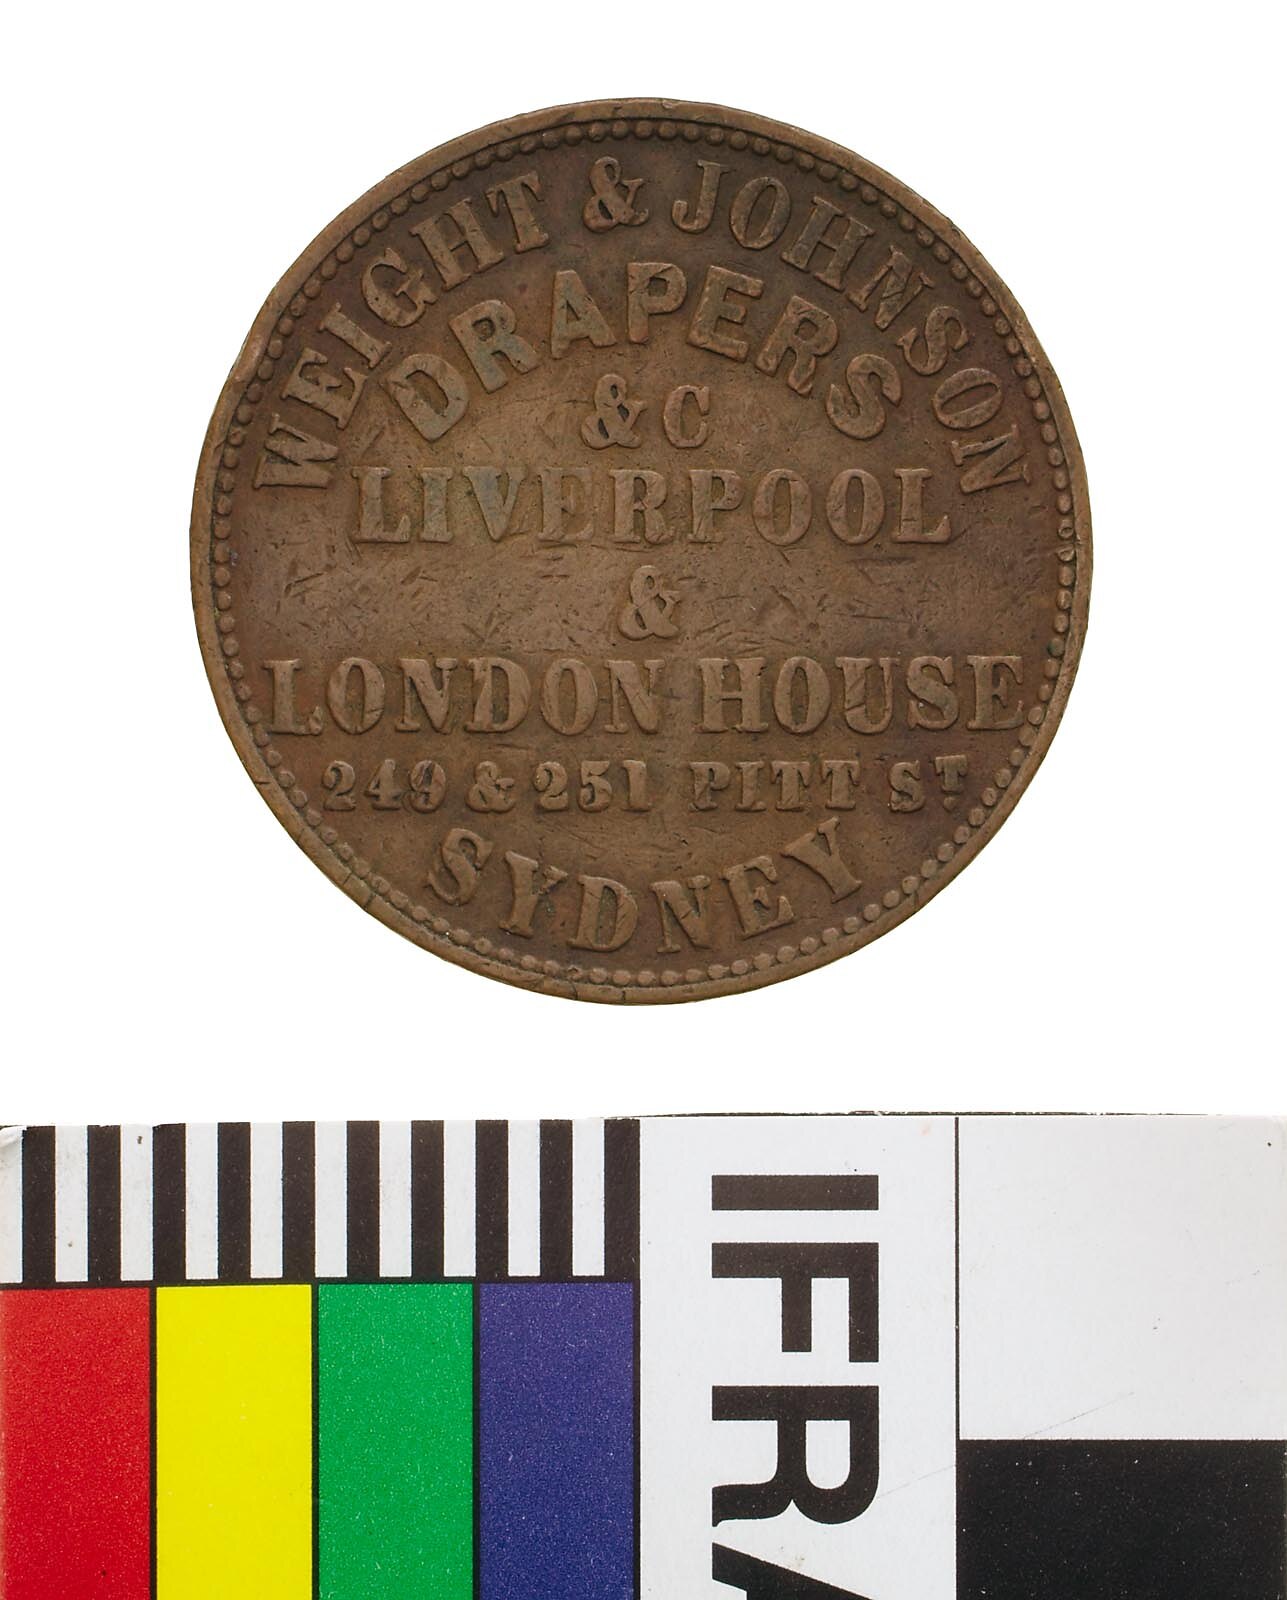 WEIGHT & JOHNSON
DRAPERS
& C
LIVERPOOL
&
LONDON HOUSE
249 & 251 PITT ST
SYDNEY
IFRA